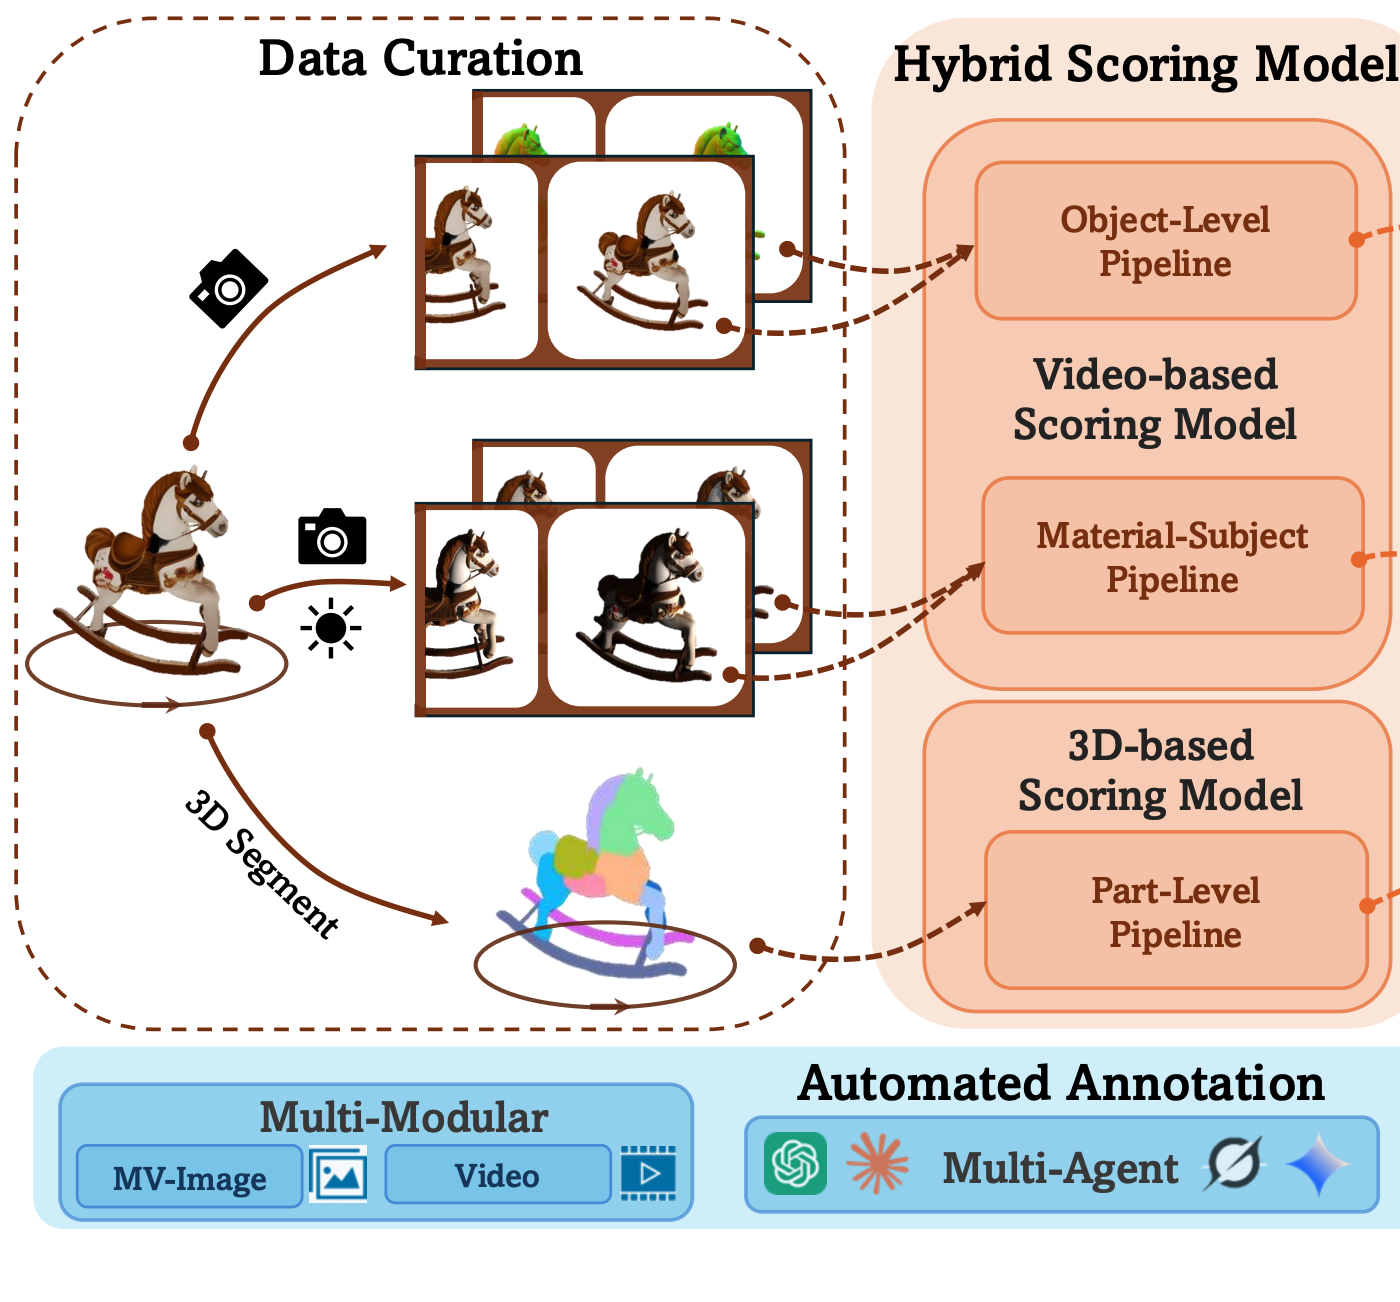 Data Curation
3D Segment
Hybrid Scoring Model
Object-Level
Pipeline
Video-based
Scoring Model
Material-Subject
Pipeline
3D-based
Scoring Model
Part-Level
Pipeline
Automated Annotation
Multi-Modular
MV-Image
Video
Multi-Agent